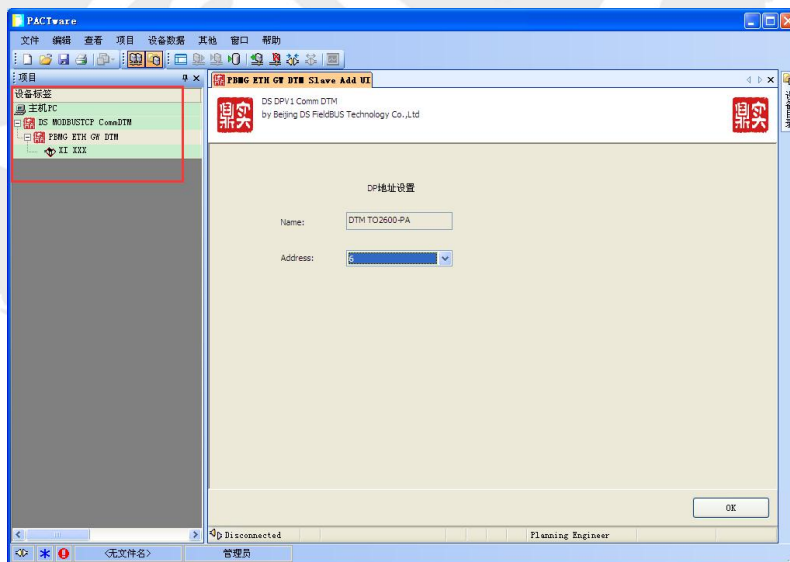 PACTware
文件 编辑 查看 项目 设备数据 其他 窗口 帮助
项目
设备标签
主机PC
DS MODBUSTCP CommDTM
PBMG ETH GW DTM
XI XXX
PBMG ETH GW DTM Slave Add UI
DS DPV1 Comm DTM
by Beijing DS FieldBUS Technology Co.,Ltd
鼎实
鼎实
DP地址设置
Name: DTM TO2600-PA
Address: 6
OK
设备目录
Disconnected Planning Engineer
<无文件名> 管理员